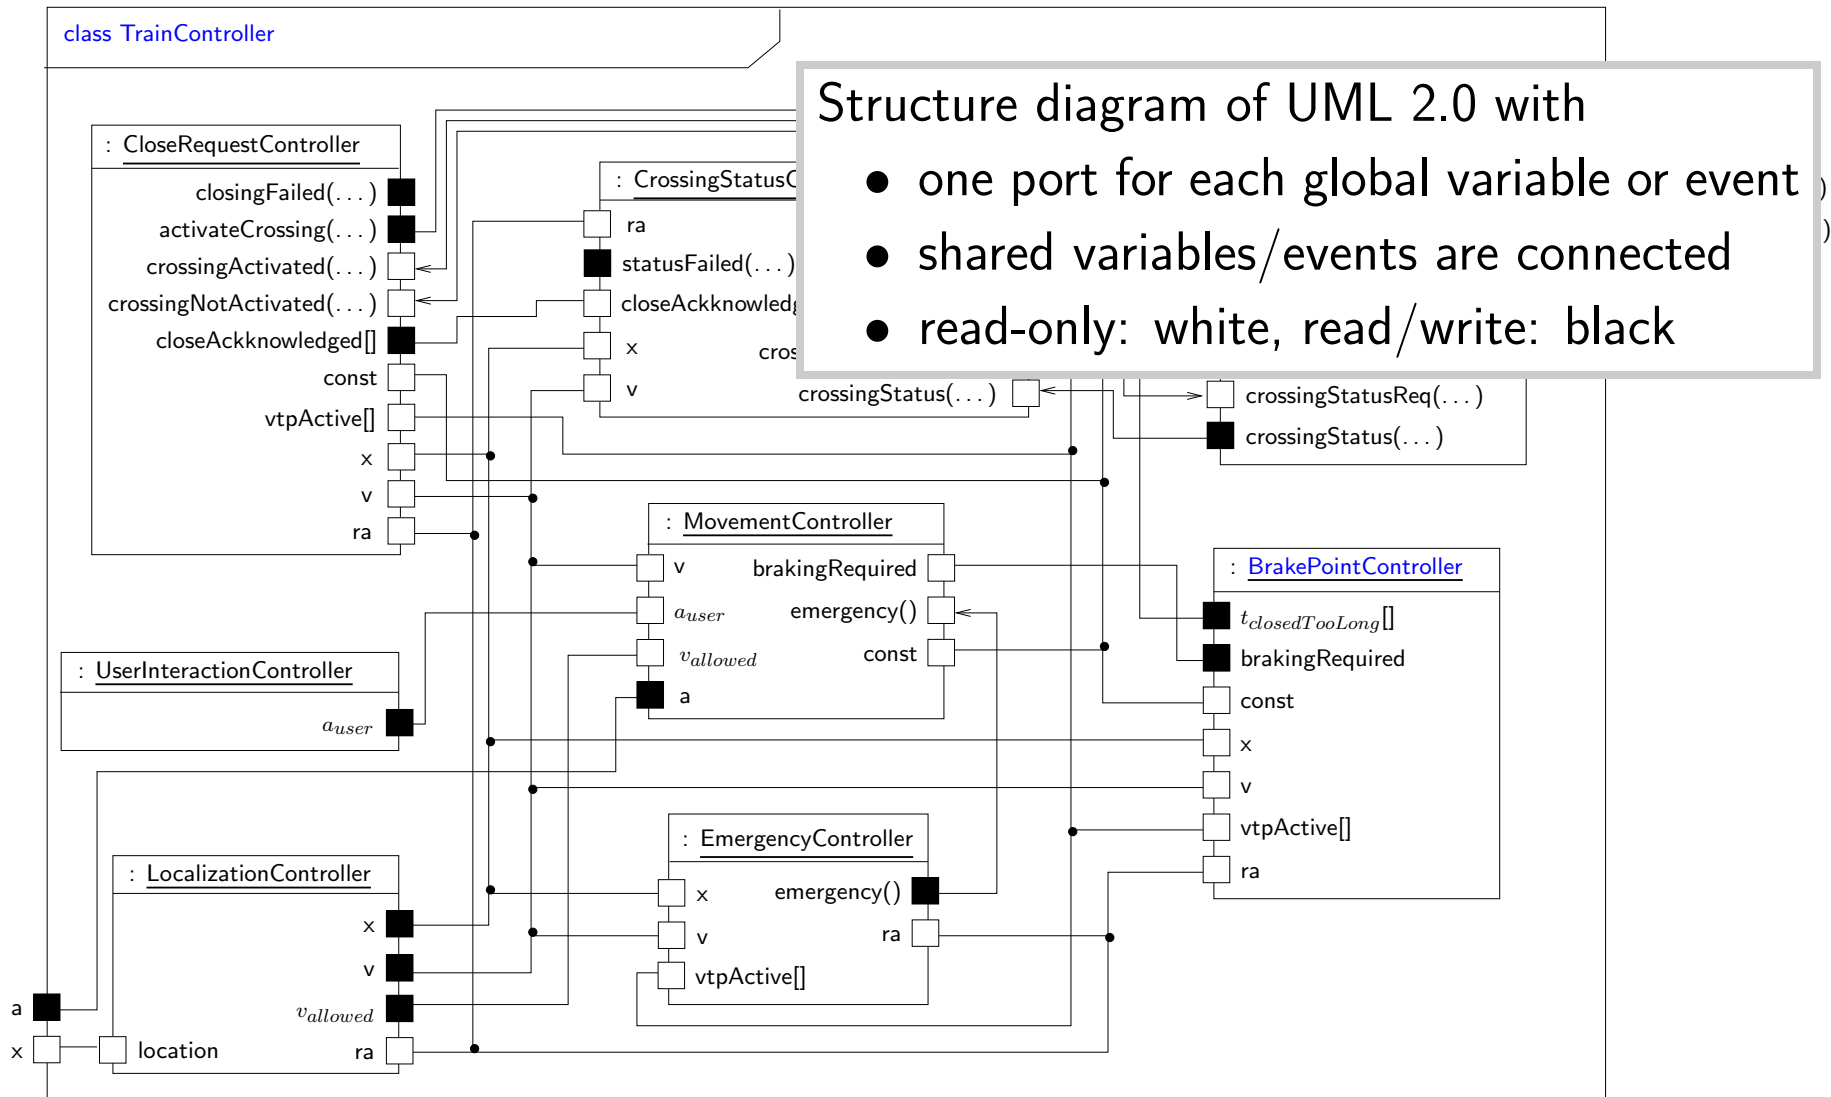 class TrainController
Structure diagram of UML 2.0 with
● one port for each global variable or event
● shared variables/events are connected
● read-only: white, read/write: black
)
)
: CloseRequestController
closingFailed(...)
activateCrossing(...)
crossingActivated(...)
crossingNotActivated(...)
closeAckknowledged[]
const
vtpActive[]
x
v
ra
: CrossingStatusC
ra
statusFailed(...)
closeAckknowledg
x
cros
v
crossingStatus(...)
crossingStatusReq(...)
crossingStatus(...)
: MovementController
v
brakingRequired
a_user
emergency()
v_allowed
const
a
: BrakePointController
t_closedTooLong[]
brakingRequired
const
x
v
vtpActive[]
ra
: UserInteractionController
a_user
: EmergencyController
x
emergency()
v
ra
vtpActive[]
: LocalizationController
x
v
v_allowed
location
ra
a
x